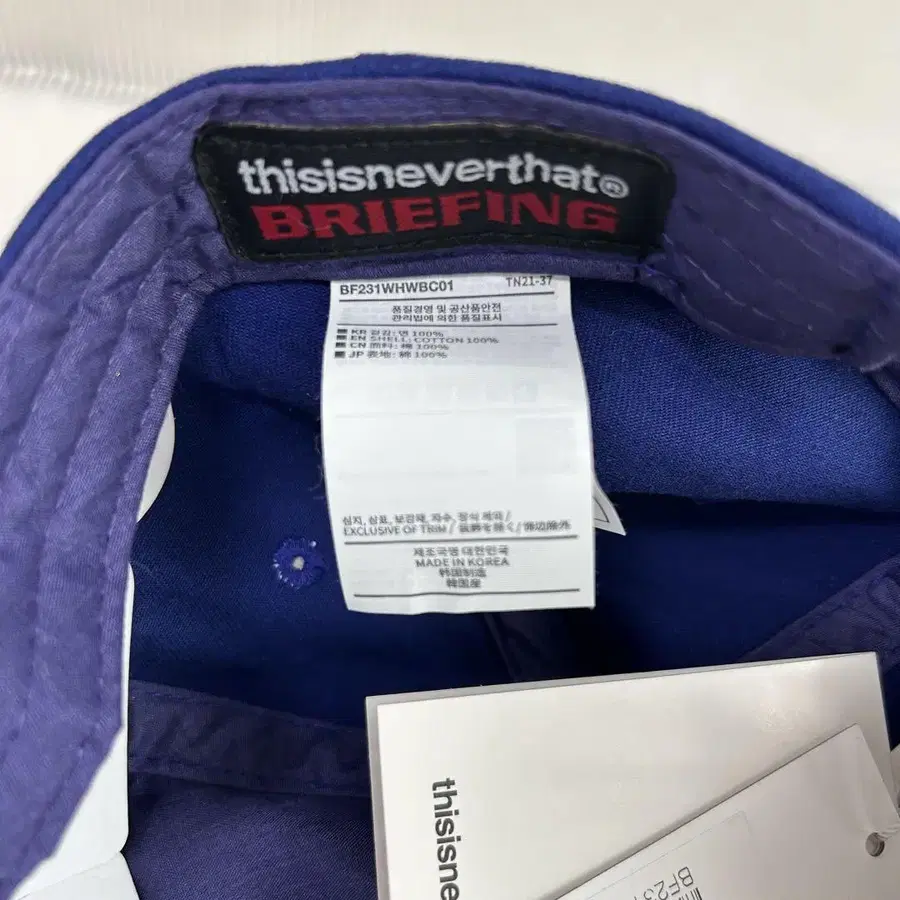 thisisneverthat®
BRIEFING
BF231WHWBC01 TN21-37
품질경영 및 공산품안전
관리법에 의한 품질표시
KR 겉감: 면 100%
EN SHELL: COTTON 100%
CN 面料: 棉 100%
JP 表地: 綿 100%
심지, 상표, 보강재, 자수, 장식 제외 /
EXCLUSIVE OF TRIM / 装飾を除く / 饰边除外
제조국명 대한민국
MADE IN KOREA
韩国制造
韓国産
thisisne